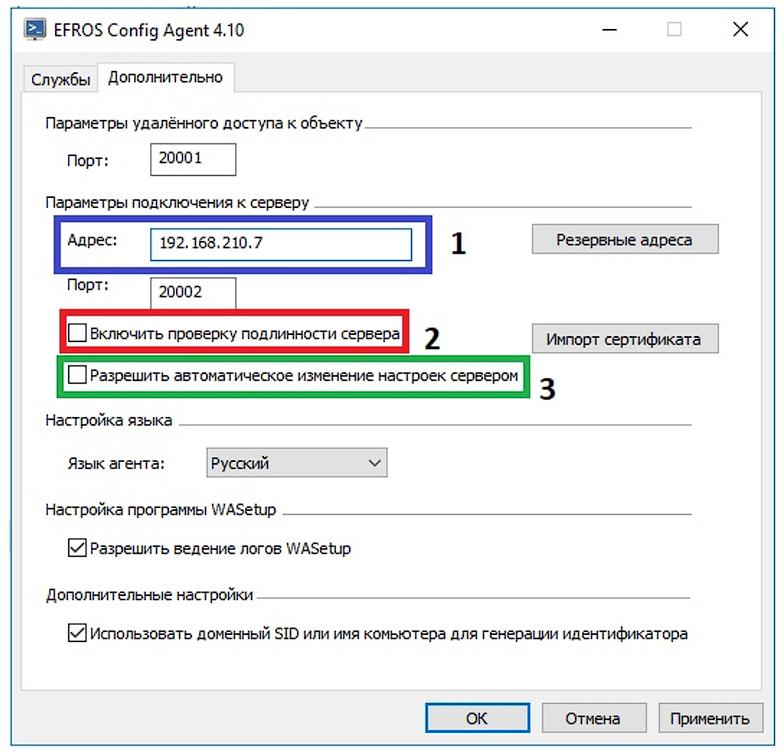 EFROS Config Agent 4.10
Службы Дополнительно
Параметры удалённого доступа к объекту
Порт: 20001
Параметры подключения к серверу
Адрес: 192.168.210.7 1 Резервные адреса
Порт: 20002
Включить проверку подлинности сервера 2 Импорт сертификата
Разрешить автоматическое изменение настроек сервером 3
Настройка языка
Язык агента: Русский
Настройка программы WASetup
Разрешить ведение логов WASetup
Дополнительные настройки
Использовать доменный SID или имя комьютера для генерации идентификатора
ОК Отмена Применить